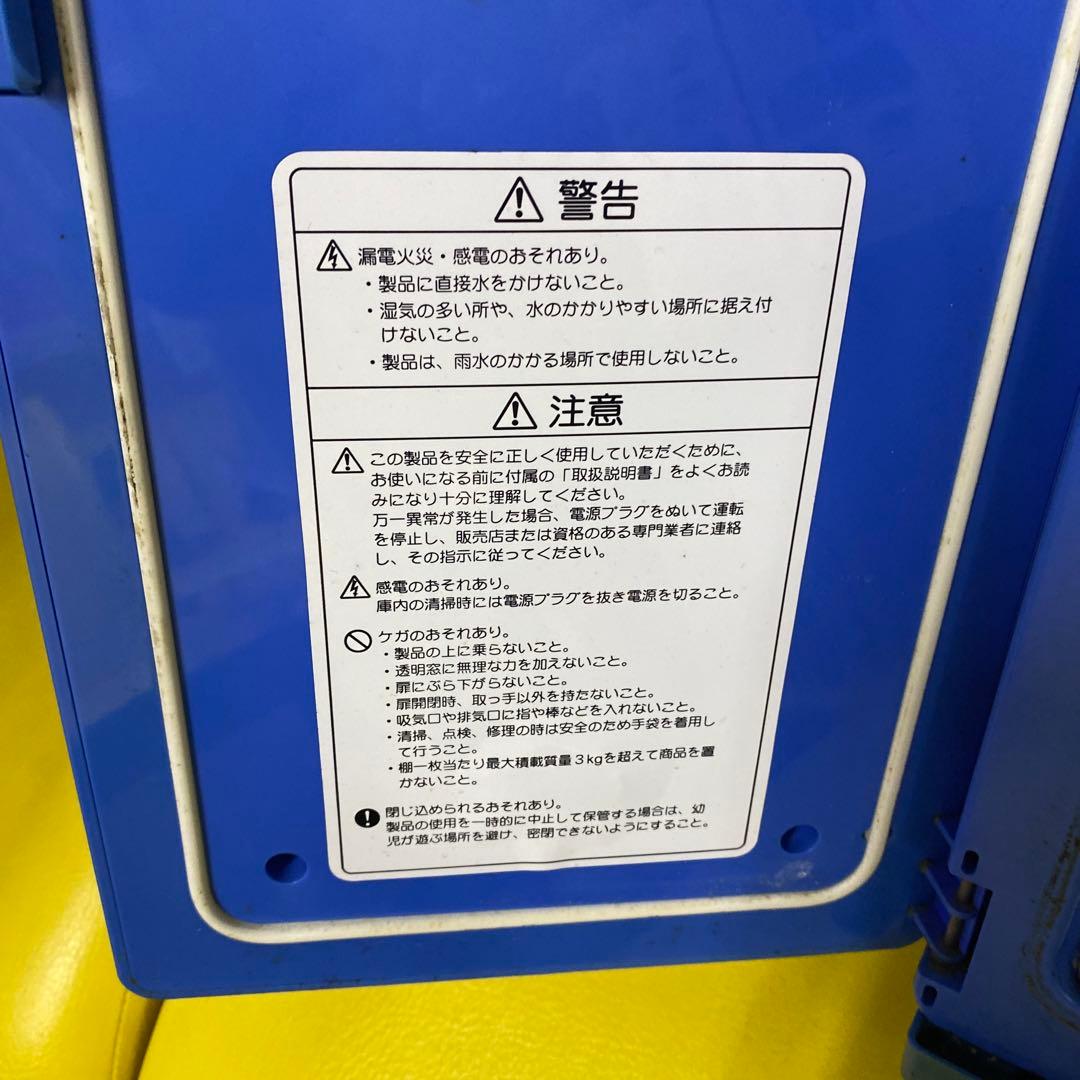 警告
漏電火災・感電のおそれあり。
・製品に直接水をかけないこと。
・湿気の多い所や、水のかかりやすい場所に据え付
けないこと。
・製品は、雨水のかかる場所で使用しないこと。
注意
この製品を安全に正しく使用していただくために、
お使いになる前に付属の「取扱説明書」をよくお読
みになり十分に理解してください。
万一異常が発生した場合、電源プラグをぬいて運転
を停止し、販売店または資格のある専門業者に連絡
し、その指示に従ってください。
感電のおそれあり。
庫内の清掃時には電源プラグを抜き電源を切ること。
ケガのおそれあり。
・製品の上に乗らないこと。
・透明窓に無理な力を加えないこと。
・扉にぶら下がらないこと。
・扉開閉時、取っ手以外を持たないこと。
・吸気口や排気口に指や棒などを入れないこと。
・清掃、点検、修理の時は安全のため手袋を着用し
て行うこと。
・棚一枚当たり最大積載質量3kgを超えて商品を置
かないこと。
閉じ込められるおそれあり。
製品の使用を一時的に中止して保管する場合は、幼
児が遊ぶ場所を避け、密閉できないようにすること。